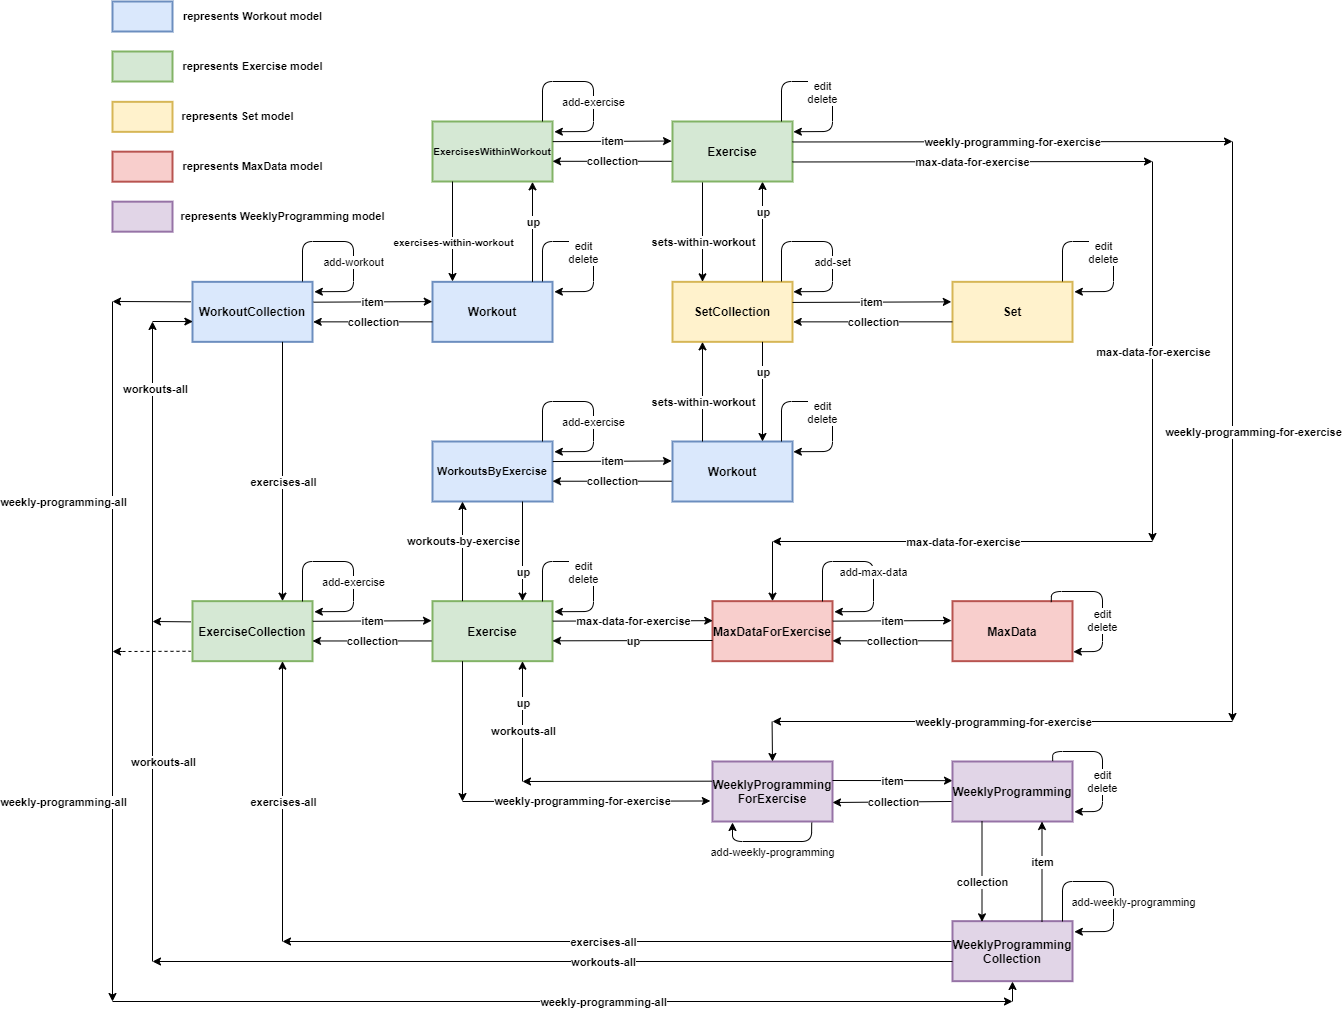 represents Workout model
represents Exercise model
represents Set model
represents MaxData model
represents WeeklyProgramming model
add-exercise
edit
delete
ExercisesWithinWorkout
item
collection
Exercise
weekly-programming-for-exercise
max-data-for-exercise
exercises-within-workout
up
sets-within-workout
up
add-workout
edit
delete
add-set
edit
delete
WorkoutCollection
item
collection
Workout
SetCollection
item
collection
Set
workouts-all
up
sets-within-workout
max-data-for-exercise
add-exercise
edit
delete
weekly-programming-for-exercise
WorkoutsByExercise
item
collection
Workout
exercises-all
weekly-programming-all
workouts-by-exercise
up
max-data-for-exercise
add-exercise
edit
delete
add-max-data
ExerciseCollection
item
collection
Exercise
max-data-for-exercise
up
MaxDataForExercise
item
collection
MaxData
edit
delete
up
workouts-all
weekly-programming-for-exercise
workouts-all
weekly-programming-all
exercises-all
weekly-programming-for-exercise
WeeklyProgramming
ForExercise
item
collection
WeeklyProgramming
edit
delete
add-weekly-programming
collection
item
add-weekly-programming
WeeklyProgramming
Collection
exercises-all
workouts-all
weekly-programming-all